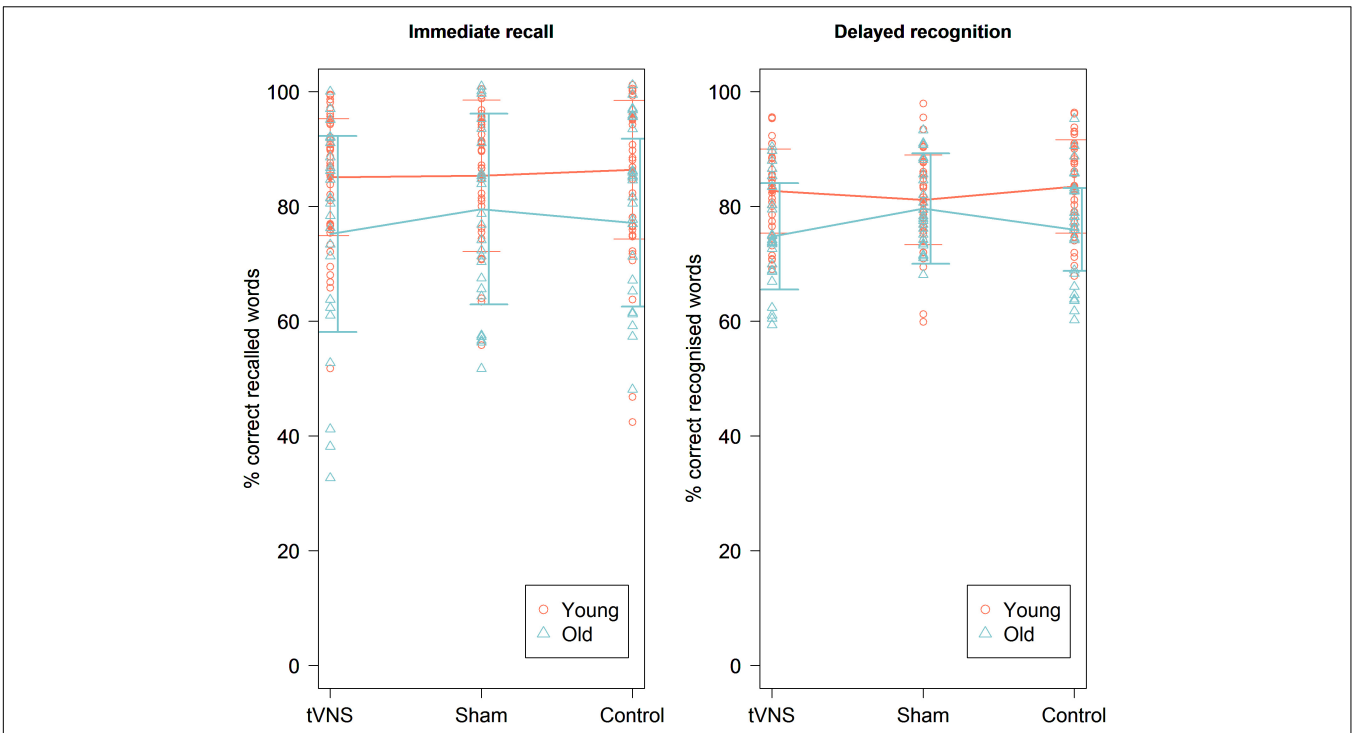 Immediate recall
% correct recalled words
100
80
60
40
20
0
tVNS Sham Control
Young
Old
Delayed recognition
% correct recognised words
100
80
60
40
20
0
tVNS Sham Control
Young
Old